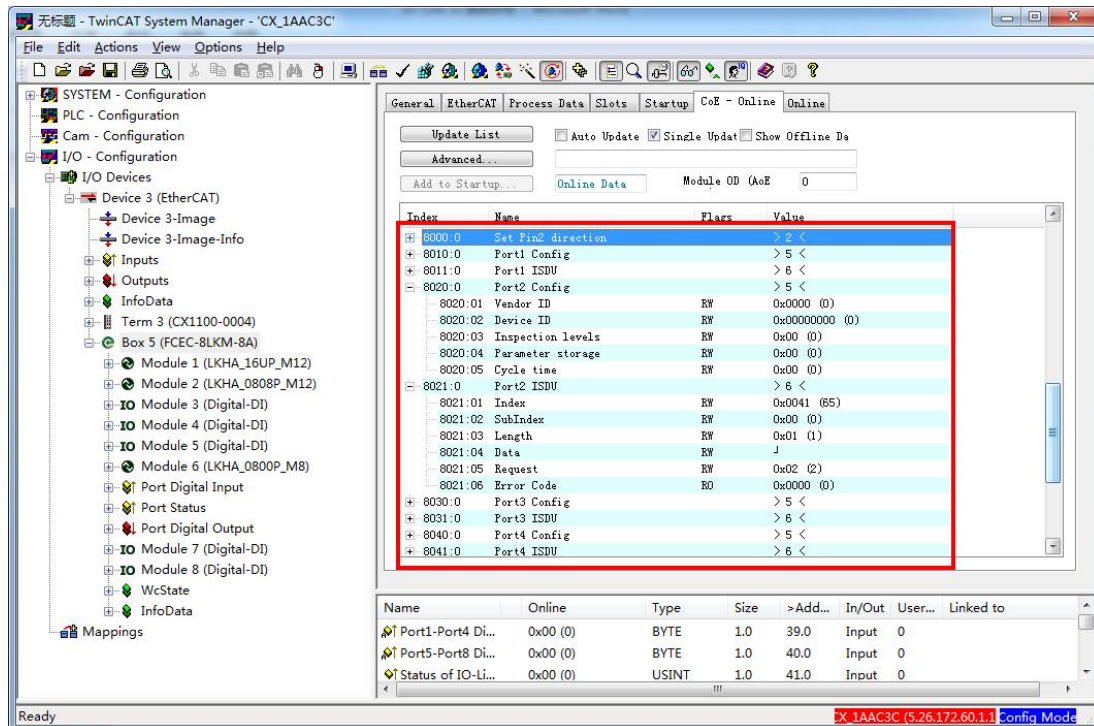 无标题 - TwinCAT System Manager - 'CX_1AAC3C'
File Edit Actions View Options Help
SYSTEM - Configuration
PLC - Configuration
Cam - Configuration
I/O - Configuration
I/O Devices
Device 3 (EtherCAT)
Device 3-Image
Device 3-Image-Info
Inputs
Outputs
InfoData
Term 3 (CX1100-0004)
Box 5 (FCEC-8LKM-8A)
Module 1 (LKHA_16UP_M12)
Module 2 (LKHA_0808P_M12)
IO Module 3 (Digital-DI)
IO Module 4 (Digital-DI)
IO Module 5 (Digital-DI)
Module 6 (LKHA_0800P_M8)
Port Digital Input
Port Status
Port Digital Output
IO Module 7 (Digital-DI)
IO Module 8 (Digital-DI)
WcState
InfoData
Mappings
General EtherCAT Process Data Slots Startup CoE - Online Online
Update List Auto Update Single Updat Show Offline Da
Advanced...
Add to Startup... Online Data Module OD (AoE 0
Index Name Flags Value
8000:0 Set Pin2 direction > 2 <
8010:0 Port1 Config > 5 <
8011:0 Port1 ISDU > 6 <
8020:0 Port2 Config > 5 <
8020:01 Vendor ID RW 0x0000 (0)
8020:02 Device ID RW 0x00000000 (0)
8020:03 Inspection levels RW 0x00 (0)
8020:04 Parameter storage RW 0x00 (0)
8020:05 Cycle time RW 0x00 (0)
8021:0 Port2 ISDU > 6 <
8021:01 Index RW 0x0041 (65)
8021:02 SubIndex RW 0x00 (0)
8021:03 Length RW 0x01 (1)
8021:04 Data RW ┘
8021:05 Request RW 0x02 (2)
8021:06 Error Code RO 0x0000 (0)
8030:0 Port3 Config > 5 <
8031:0 Port3 ISDU > 6 <
8040:0 Port4 Config > 5 <
8041:0 Port4 ISDU > 6 <
Name Online Type Size >Add... In/Out User... Linked to
Port1-Port4 Di... 0x00 (0) BYTE 1.0 39.0 Input 0
Port5-Port8 Di... 0x00 (0) BYTE 1.0 40.0 Input 0
Status of IO-Li... 0x00 (0) USINT 1.0 41.0 Input 0
Ready CX_1AAC3C (5.26.172.60.1.1 Config Mode